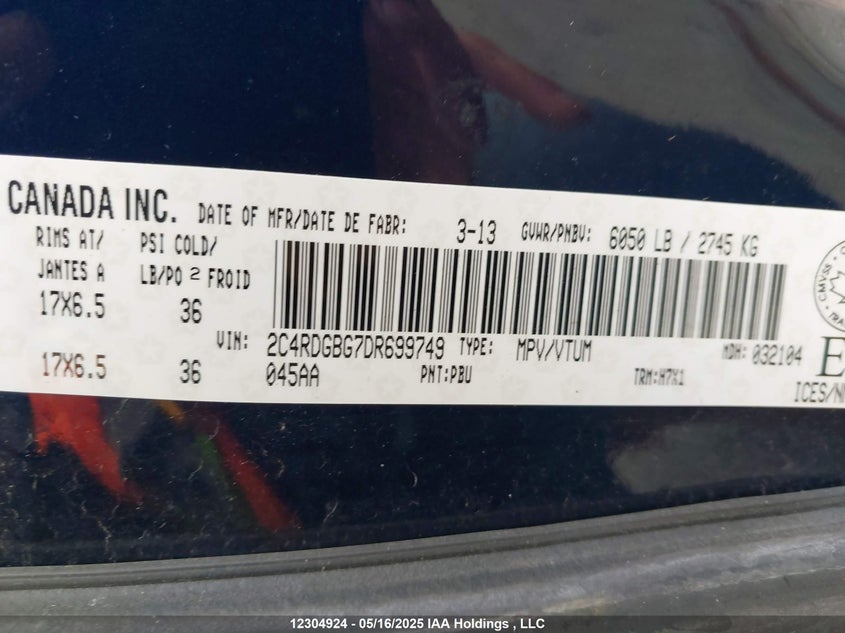 CANADA INC. DATE OF MFR/DATE DE FABR: 3-13 GVWR/PNBV: 6050 LB / 2745 KG
RIMS AT/ PSI COLD/
JANTES A LB/PO 2 FROID
17X6.5 36
VIN: 2C4RDGBG7DR699749 TYPE: MPV/VTUM MDH: 032104
17X6.5 36 045AA PNT:PBU TRM:H7X1
CMVSS
ICES/N
12304924 - 05/16/2025 IAA Holdings , LLC